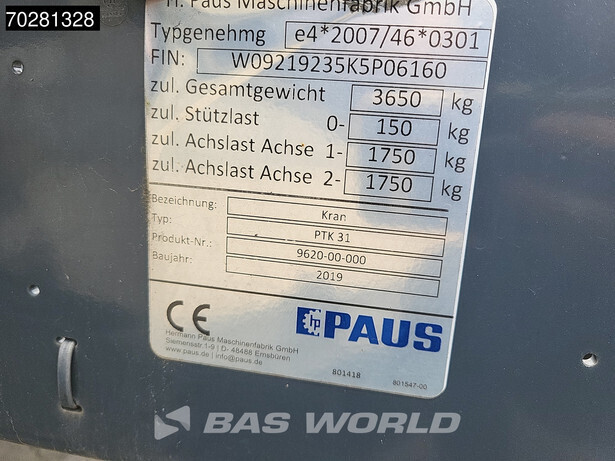 70281328
H. Paus Maschinenfabrik GmbH
Typgenehmg e4*2007/46*0301
FIN: W09219235K5P06160
zul. Gesamtgewicht 3650 kg
zul. Stützlast 0- 150 kg
zul. Achslast Achse 1- 1750 kg
zul. Achslast Achse 2- 1750 kg
Bezeichnung: Kran
Typ: PTK 31
Produkt-Nr.: 9620-00-000
Baujahr: 2019
CE hp PAUS
Hermann Paus Maschinenfabrik GmbH
Siemensstr.1-9 | D- 48488 Emsbüren
www.paus.de | info@paus.de
801418
801547-00
BAS WORLD